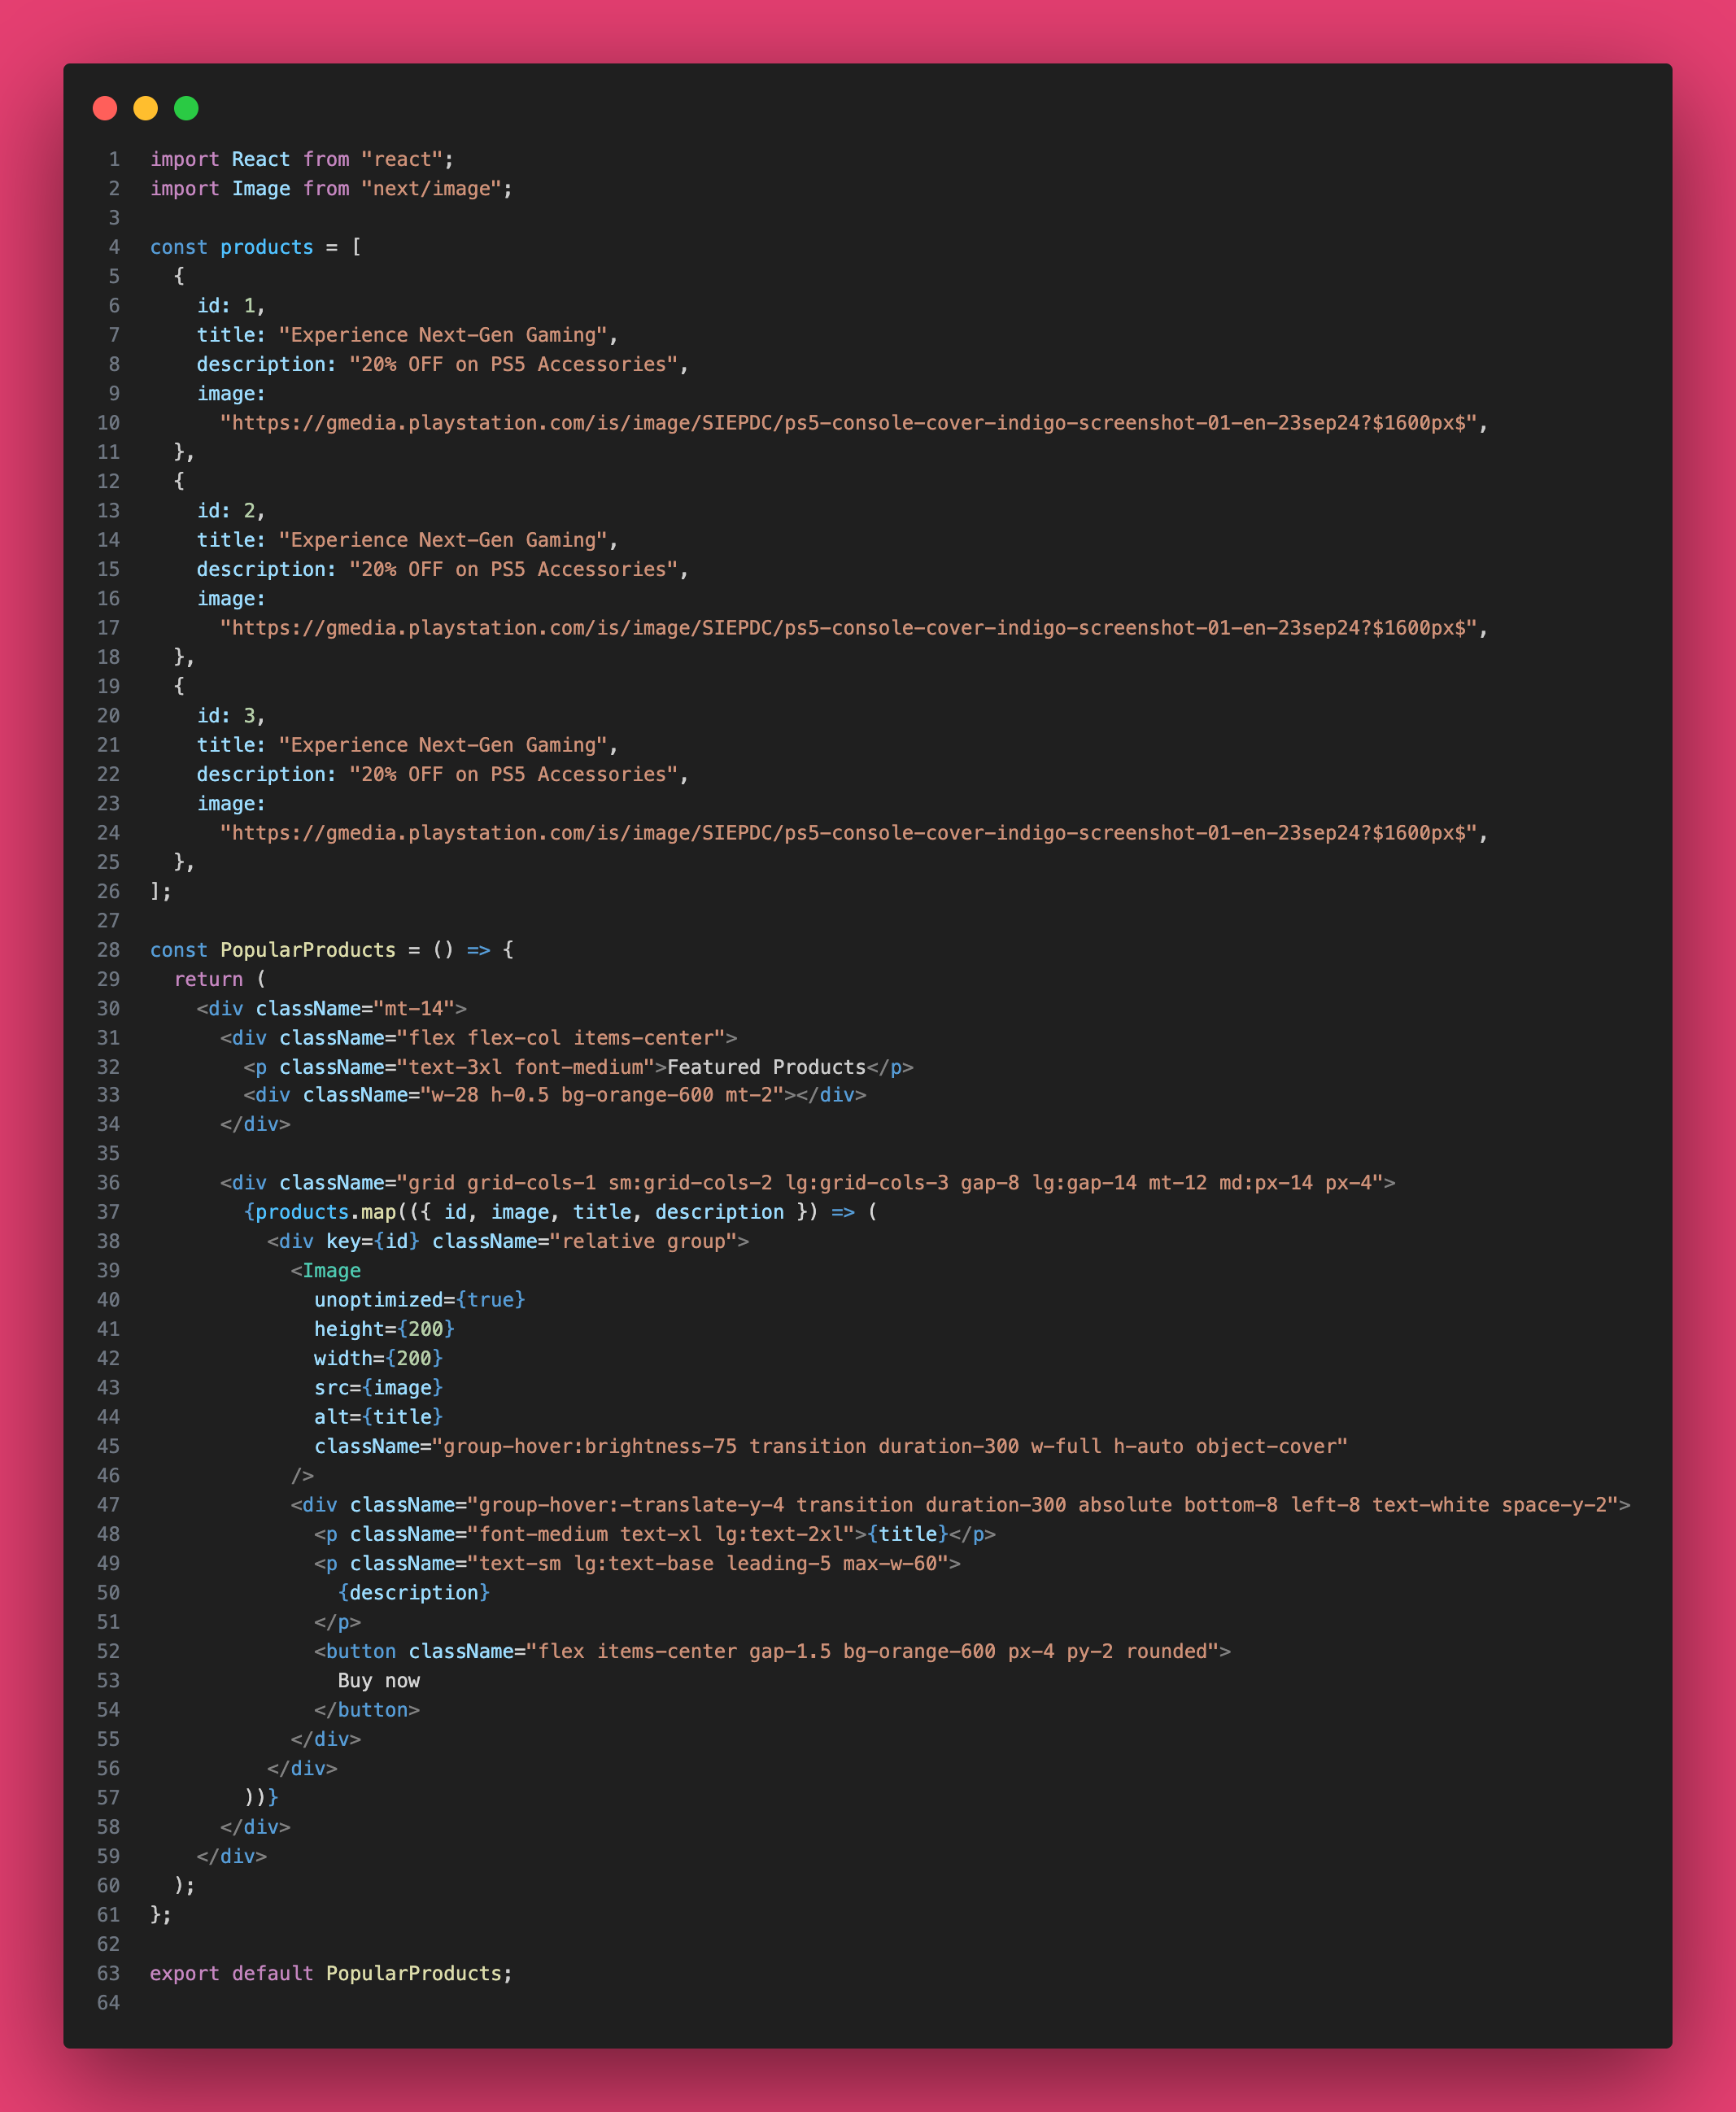 1 import React from "react";
2 import Image from "next/image";
3
4 const products = [
5   {
6     id: 1,
7     title: "Experience Next-Gen Gaming",
8     description: "20% OFF on PS5 Accessories",
9     image:
10       "https://gmedia.playstation.com/is/image/SIEPDC/ps5-console-cover-indigo-screenshot-01-en-23sep24?$1600px$",
11   },
12   {
13     id: 2,
14     title: "Experience Next-Gen Gaming",
15     description: "20% OFF on PS5 Accessories",
16     image:
17       "https://gmedia.playstation.com/is/image/SIEPDC/ps5-console-cover-indigo-screenshot-01-en-23sep24?$1600px$",
18   },
19   {
20     id: 3,
21     title: "Experience Next-Gen Gaming",
22     description: "20% OFF on PS5 Accessories",
23     image:
24       "https://gmedia.playstation.com/is/image/SIEPDC/ps5-console-cover-indigo-screenshot-01-en-23sep24?$1600px$",
25   },
26 ];
27
28 const PopularProducts = () => {
29   return (
30     <div className="mt-14">
31       <div className="flex flex-col items-center">
32         <p className="text-3xl font-medium">Featured Products</p>
33         <div className="w-28 h-0.5 bg-orange-600 mt-2"></div>
34       </div>
35
36       <div className="grid grid-cols-1 sm:grid-cols-2 lg:grid-cols-3 gap-8 lg:gap-14 mt-12 md:px-14 px-4">
37         {products.map(({ id, image, title, description }) => (
38           <div key={id} className="relative group">
39             <Image
40               unoptimized={true}
41               height={200}
42               width={200}
43               src={image}
44               alt={title}
45               className="group-hover:brightness-75 transition duration-300 w-full h-auto object-cover"
46             />
47             <div className="group-hover:-translate-y-4 transition duration-300 absolute bottom-8 left-8 text-white space-y-2">
48               <p className="font-medium text-xl lg:text-2xl">{title}</p>
49               <p className="text-sm lg:text-base leading-5 max-w-60">
50                 {description}
51               </p>
52               <button className="flex items-center gap-1.5 bg-orange-600 px-4 py-2 rounded">
53                 Buy now
54               </button>
55             </div>
56           </div>
57         ))}
58       </div>
59     </div>
60   );
61 };
62
63 export default PopularProducts;
64